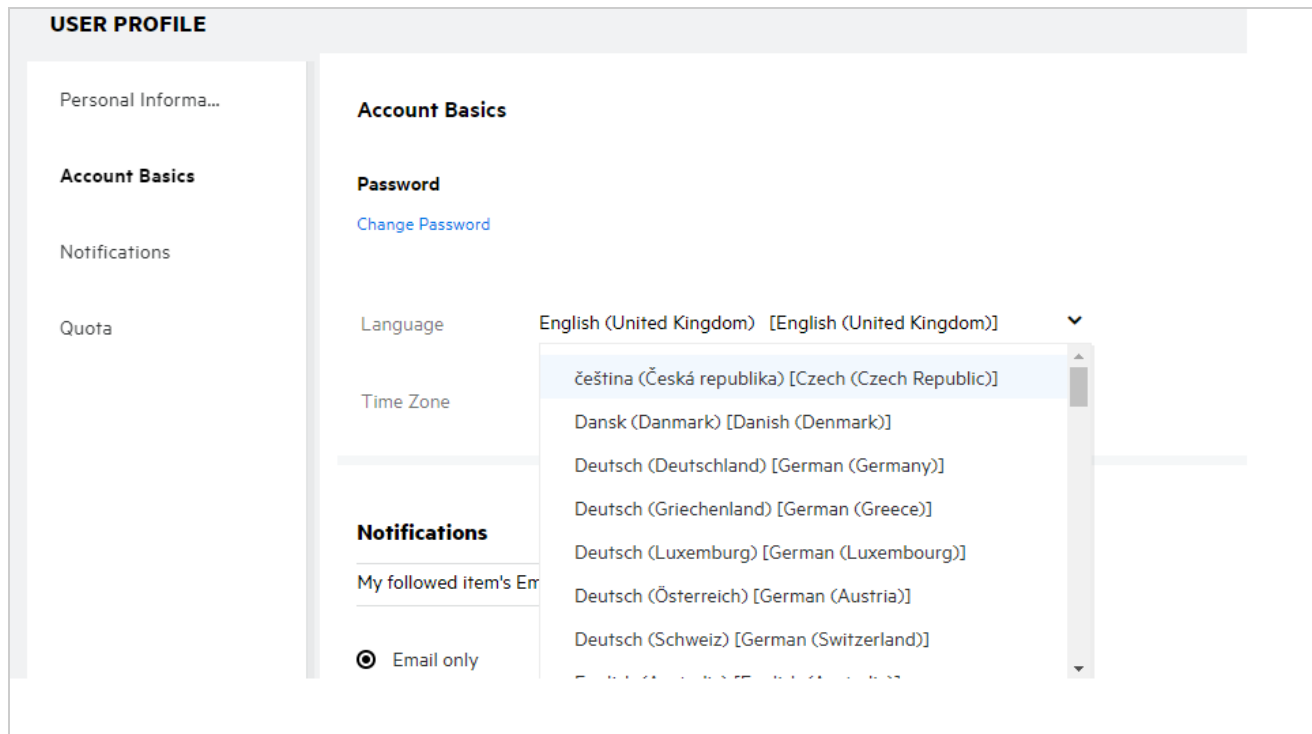 USER PROFILE
Personal Informa...
Account Basics
Notifications
Quota
Account Basics
Password
Change Password
Language
English (United Kingdom) [English (United Kingdom)]
čeština (Česká republika) [Czech (Czech Republic)]
Dansk (Danmark) [Danish (Denmark)]
Deutsch (Deutschland) [German (Germany)]
Deutsch (Griechenland) [German (Greece)]
Deutsch (Luxemburg) [German (Luxembourg)]
Deutsch (Österreich) [German (Austria)]
Deutsch (Schweiz) [German (Switzerland)]
Time Zone
Notifications
My followed item's Em
Email only